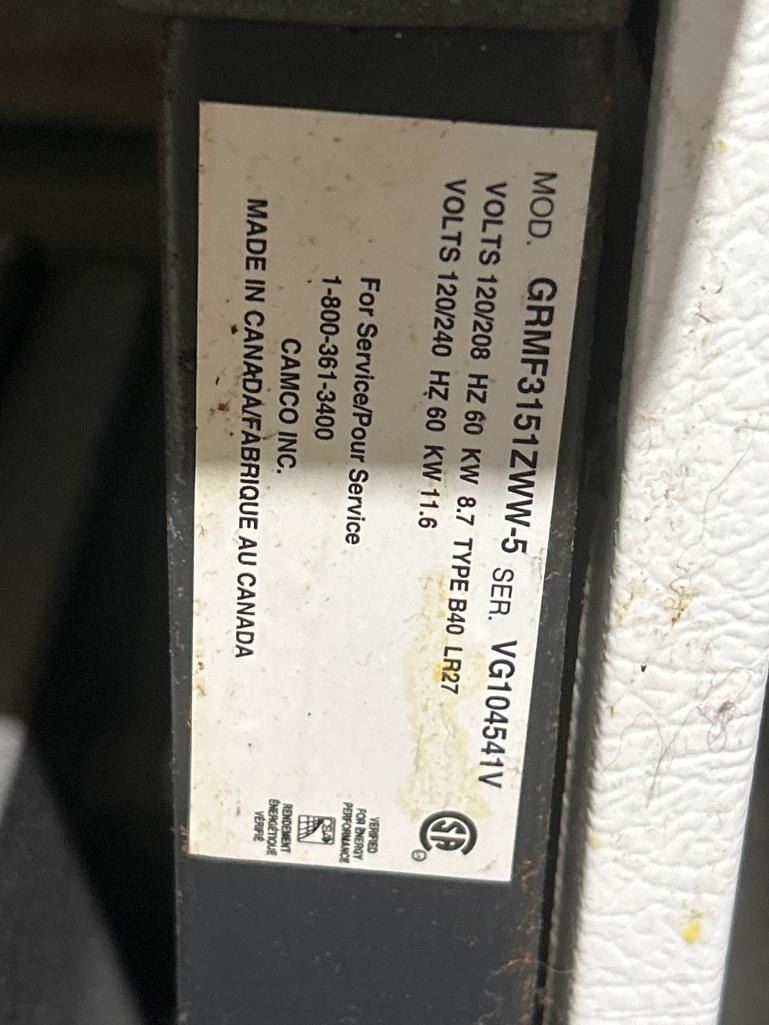 MOD. GRMF3151ZWW-5 SER. VG104541V
VOLTS 120/208 HZ 60 KW 8.7 TYPE B40 LR27
VOLTS 120/240 HZ 60 KW 11.6
For Service/Pour Service
1-800-361-3400
CAMCO INC.
MADE IN CANADA/FABRIQUE AU CANADA
VERIFIED
FOR ENERGY
PERFORMANCE
RENDEMENT
ÉNERGÉTIQUE
VÉRIFIÉ